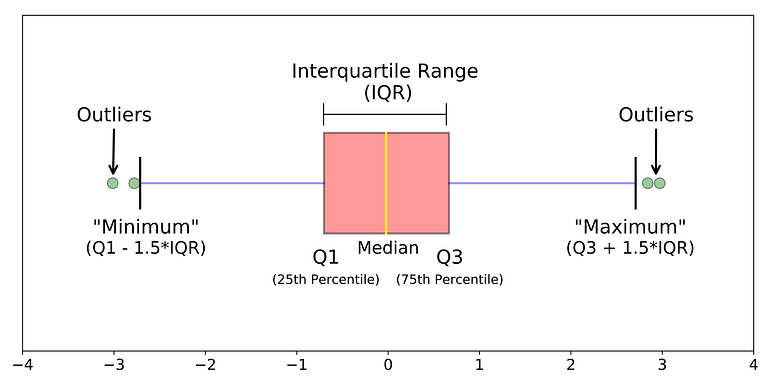 Interquartile Range
(IQR)
Outliers
Outliers
"Minimum"
(Q1 - 1.5*IQR)
"Maximum"
(Q3 + 1.5*IQR)
Median
Q1
Q3
(25th Percentile)
(75th Percentile)
−4 −3 −2 −1 0 1 2 3 4